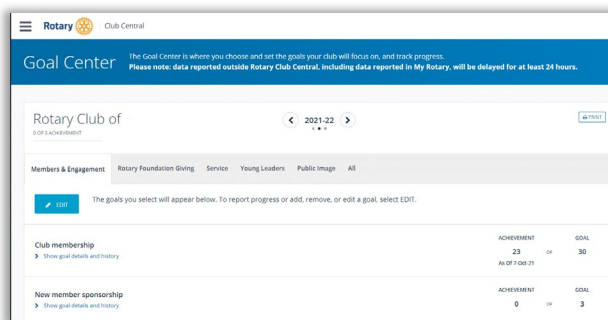 Rotary Club Central
Goal Center
The Goal Center is where you choose and set the goals your club will focus on, and track progress.
Please note: data reported outside Rotary Club Central, including data reported in My Rotary, will be delayed for at least 24 hours.
Rotary Club of
0 OF 5 ACHIEVEMENT
2021-22
PRINT
Members & Engagement Rotary Foundation Giving Service Young Leaders Public Image All
EDIT
The goals you select will appear below. To report progress or add, remove, or edit a goal, select EDIT.
Club membership
Show goal details and history
ACHIEVEMENT GOAL
23 OF 30
As Of 7-Oct-21
New member sponsorship
Show goal details and history
ACHIEVEMENT GOAL
0 OF 3